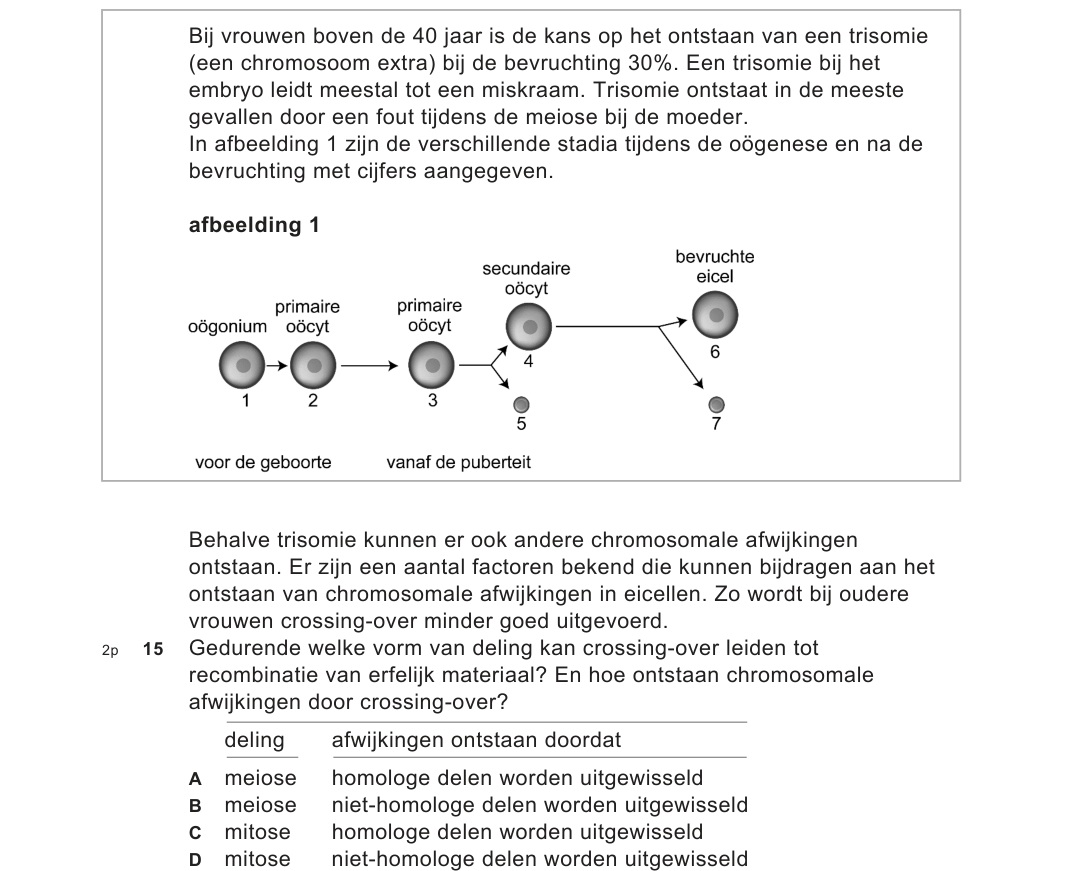 Bij vrouwen boven de 40 jaar is de kans op het ontstaan van een trisomie
(een chromosoom extra) bij de bevruchting 30%. Een trisomie bij het
embryo leidt meestal tot een miskraam. Trisomie ontstaat in de meeste
gevallen door een fout tijdens de meiose bij de moeder.
In afbeelding 1 zijn de verschillende stadia tijdens de oögenese en na de
bevruchting met cijfers aangegeven.
afbeelding 1
oögonium
primaire
oöcyt
primaire
oöcyt
secundaire
oöcyt
bevruchte
eicel
1
2
3
4
5
6
7
voor de geboorte
vanaf de puberteit
Behalve trisomie kunnen er ook andere chromosomale afwijkingen
ontstaan. Er zijn een aantal factoren bekend die kunnen bijdragen aan het
ontstaan van chromosomale afwijkingen in eicellen. Zo wordt bij oudere
vrouwen crossing-over minder goed uitgevoerd.
2p 15 Gedurende welke vorm van deling kan crossing-over leiden tot
recombinatie van erfelijk materiaal? En hoe ontstaan chromosomale
afwijkingen door crossing-over?
deling afwijkingen ontstaan doordat
A meiose homologe delen worden uitgewisseld
B meiose niet-homologe delen worden uitgewisseld
C mitose homologe delen worden uitgewisseld
D mitose niet-homologe delen worden uitgewisseld